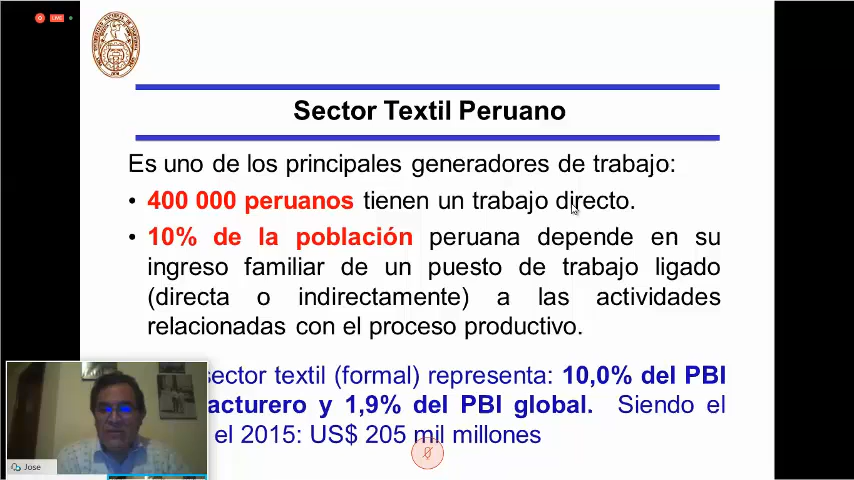 LIVE
Sector Textil Peruano
Es uno de los principales generadores de trabajo:
• 400 000 peruanos tienen un trabajo directo.
• 10% de la población peruana depende en su
ingreso familiar de un puesto de trabajo ligado
(directa o indirectamente) a las actividades
relacionadas con el proceso productivo.
sector textil (formal) representa: 10,0% del PBI
acturero y 1,9% del PBI global. Siendo el
el 2015: US$ 205 mil millones
Jose